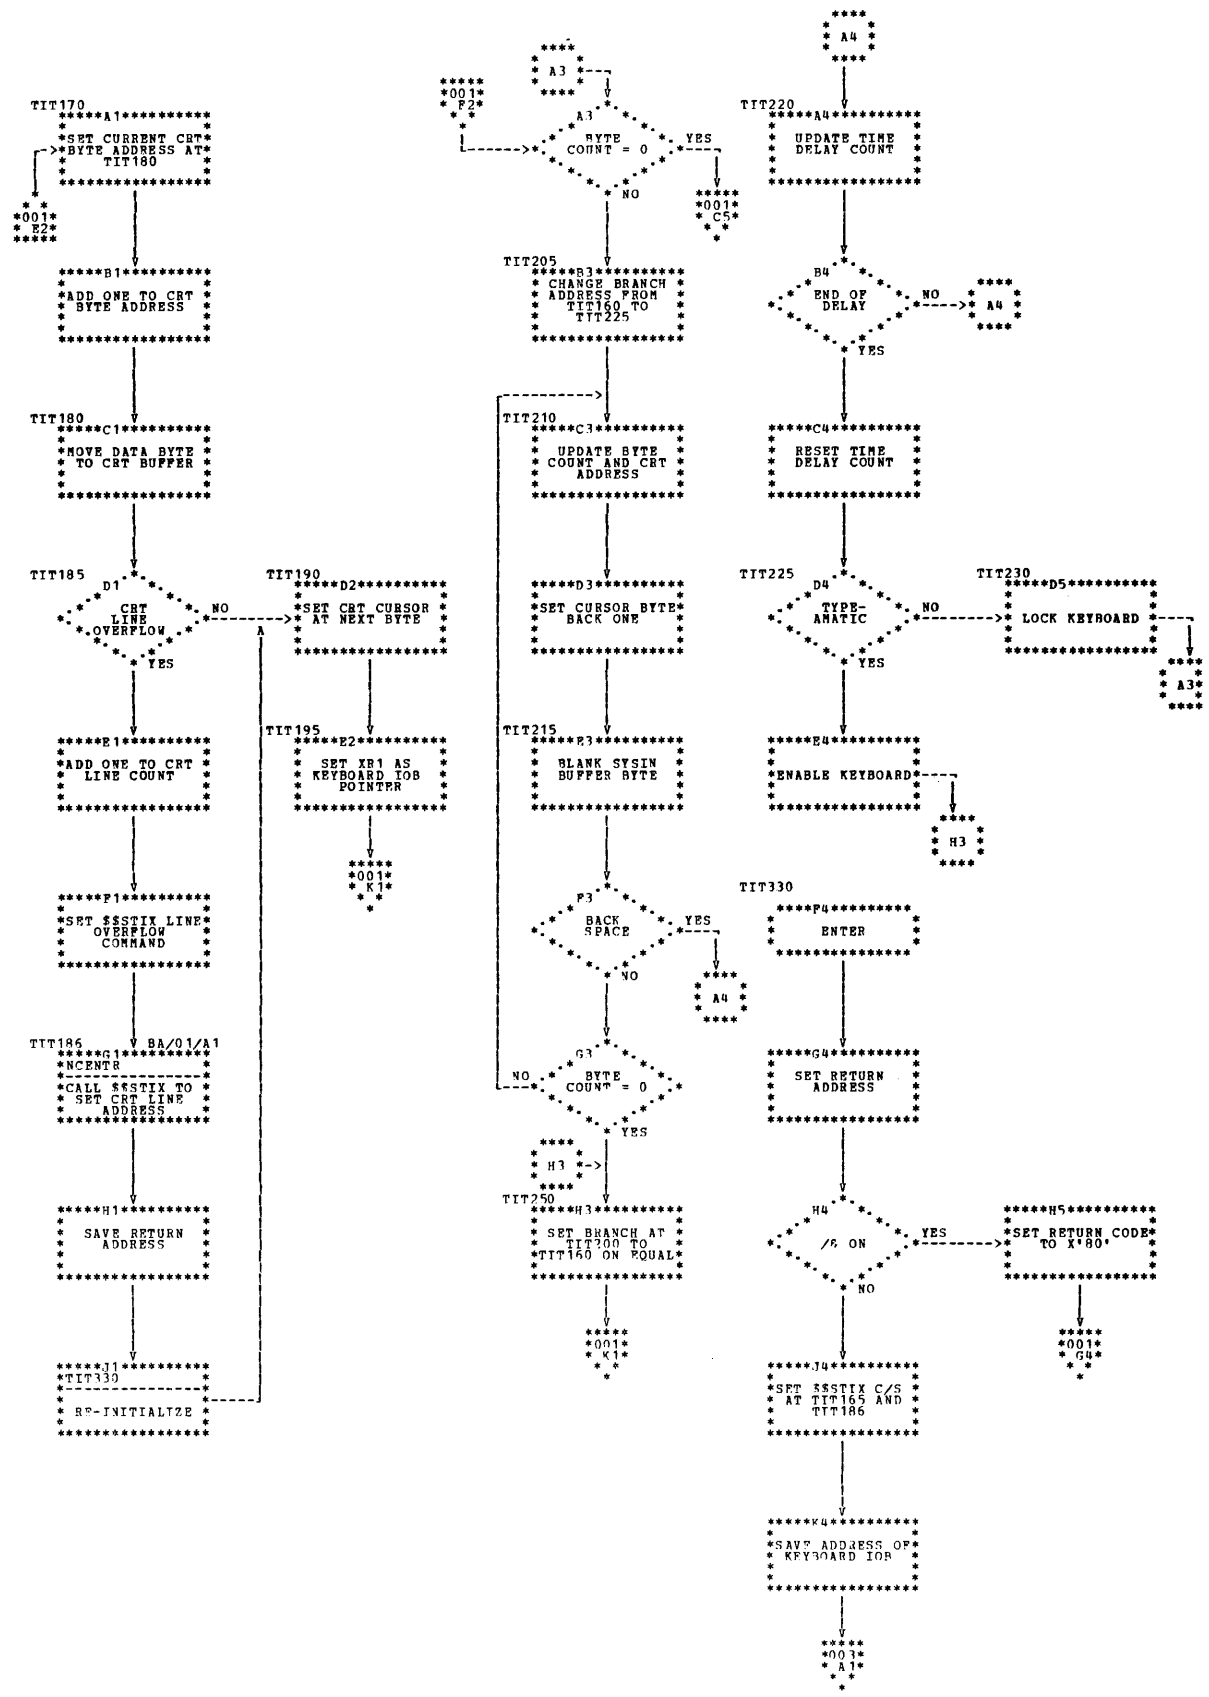 TIT170
A1
SET CURRENT CRT
BYTE ADDRESS AT
TIT180
001
E2
B1
ADD ONE TO CRT
BYTE ADDRESS
TIT180
C1
MOVE DATA BYTE
TO CRT BUFFER
TIT185
D1
CRT
LINE
OVERFLOW
NO
YES
A
TIT190
D2
SET CRT CURSOR
AT NEXT BYTE
E1
ADD ONE TO CRT
LINE COUNT
TIT195
E2
SET XR1 AS
KEYBOARD IOB
POINTER
001
K1
F1
SET $$STIX LINE
OVERFLOW
COMMAND
TIT186
BA/01/A1
G1
NCENTR
CALL $$STIX TO
SET CRT LINE
ADDRESS
H1
SAVE RETURN
ADDRESS
J1
TIT330
RE-INITIALIZE
A3
001
F2
A3
BYTE
COUNT = 0
YES
NO
001
C5
TIT205
B3
CHANGE BRANCH
ADDRESS FROM
TIT160 TO
TIT225
TIT210
C3
UPDATE BYTE
COUNT AND CRT
ADDRESS
D3
SET CURSOR BYTE
BACK ONE
TIT215
E3
BLANK SYSIN
BUFFER BYTE
F3
BACK
SPACE
YES
NO
A4
G3
BYTE
COUNT = 0
NO
YES
H3
TIT250
H3
SET BRANCH AT
TIT200 TO
TIT160 ON EQUAL
001
K1
A4
TIT220
A4
UPDATE TIME
DELAY COUNT
B4
END OF
DELAY
NO
YES
A4
C4
RESET TIME
DELAY COUNT
TIT225
D4
TYPE-
AMATIC
NO
YES
TIT230
D5
LOCK KEYBOARD
A3
E4
ENABLE KEYBOARD
H3
TIT330
F4
ENTER
G4
SET RETURN
ADDRESS
H4
/& ON
YES
NO
H5
SET RETURN CODE
TO X'80'
001
G4
J4
SET $$STIX C/S
AT TIT165 AND
TIT186
K4
SAVE ADDRESS OF
KEYBOARD IOB
003
A1